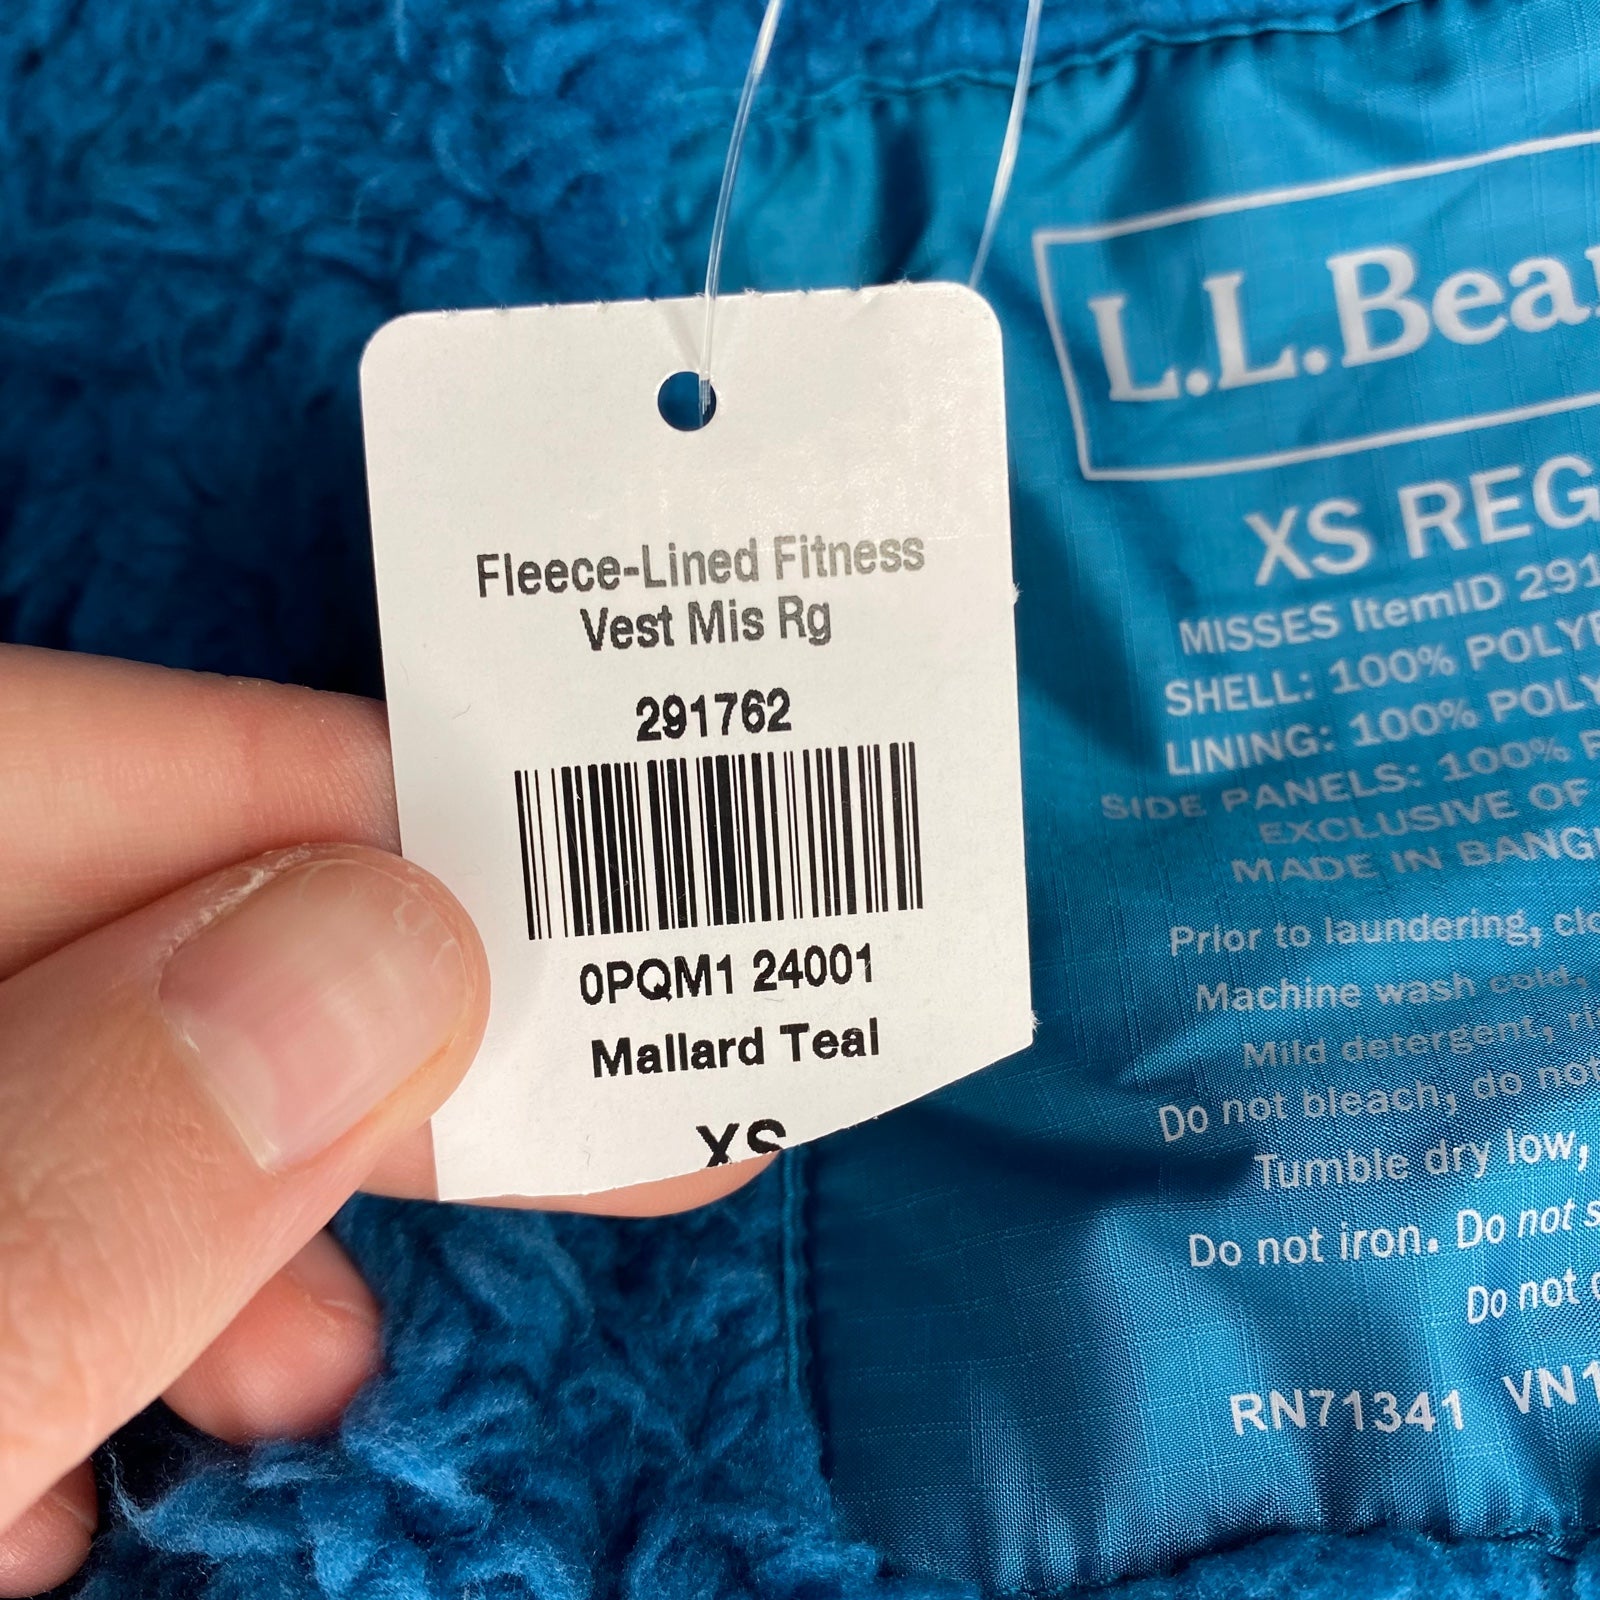 Fleece-Lined Fitness
Vest Mis Rg
291762
0PQM1 24001
Mallard Teal
XS
L.L.Bea
XS REG
MISSES ItemID 291
SHELL: 100% POLY
LINING: 100% POLY
SIDE PANELS: 100% P
EXCLUSIVE OF
MADE IN BANG
Prior to laundering, clo
Machine wash cold,
Mild detergent, ri
Do not bleach, do not
Tumble dry low,
Do not iron. Do not s
Do not
RN71341 VN1